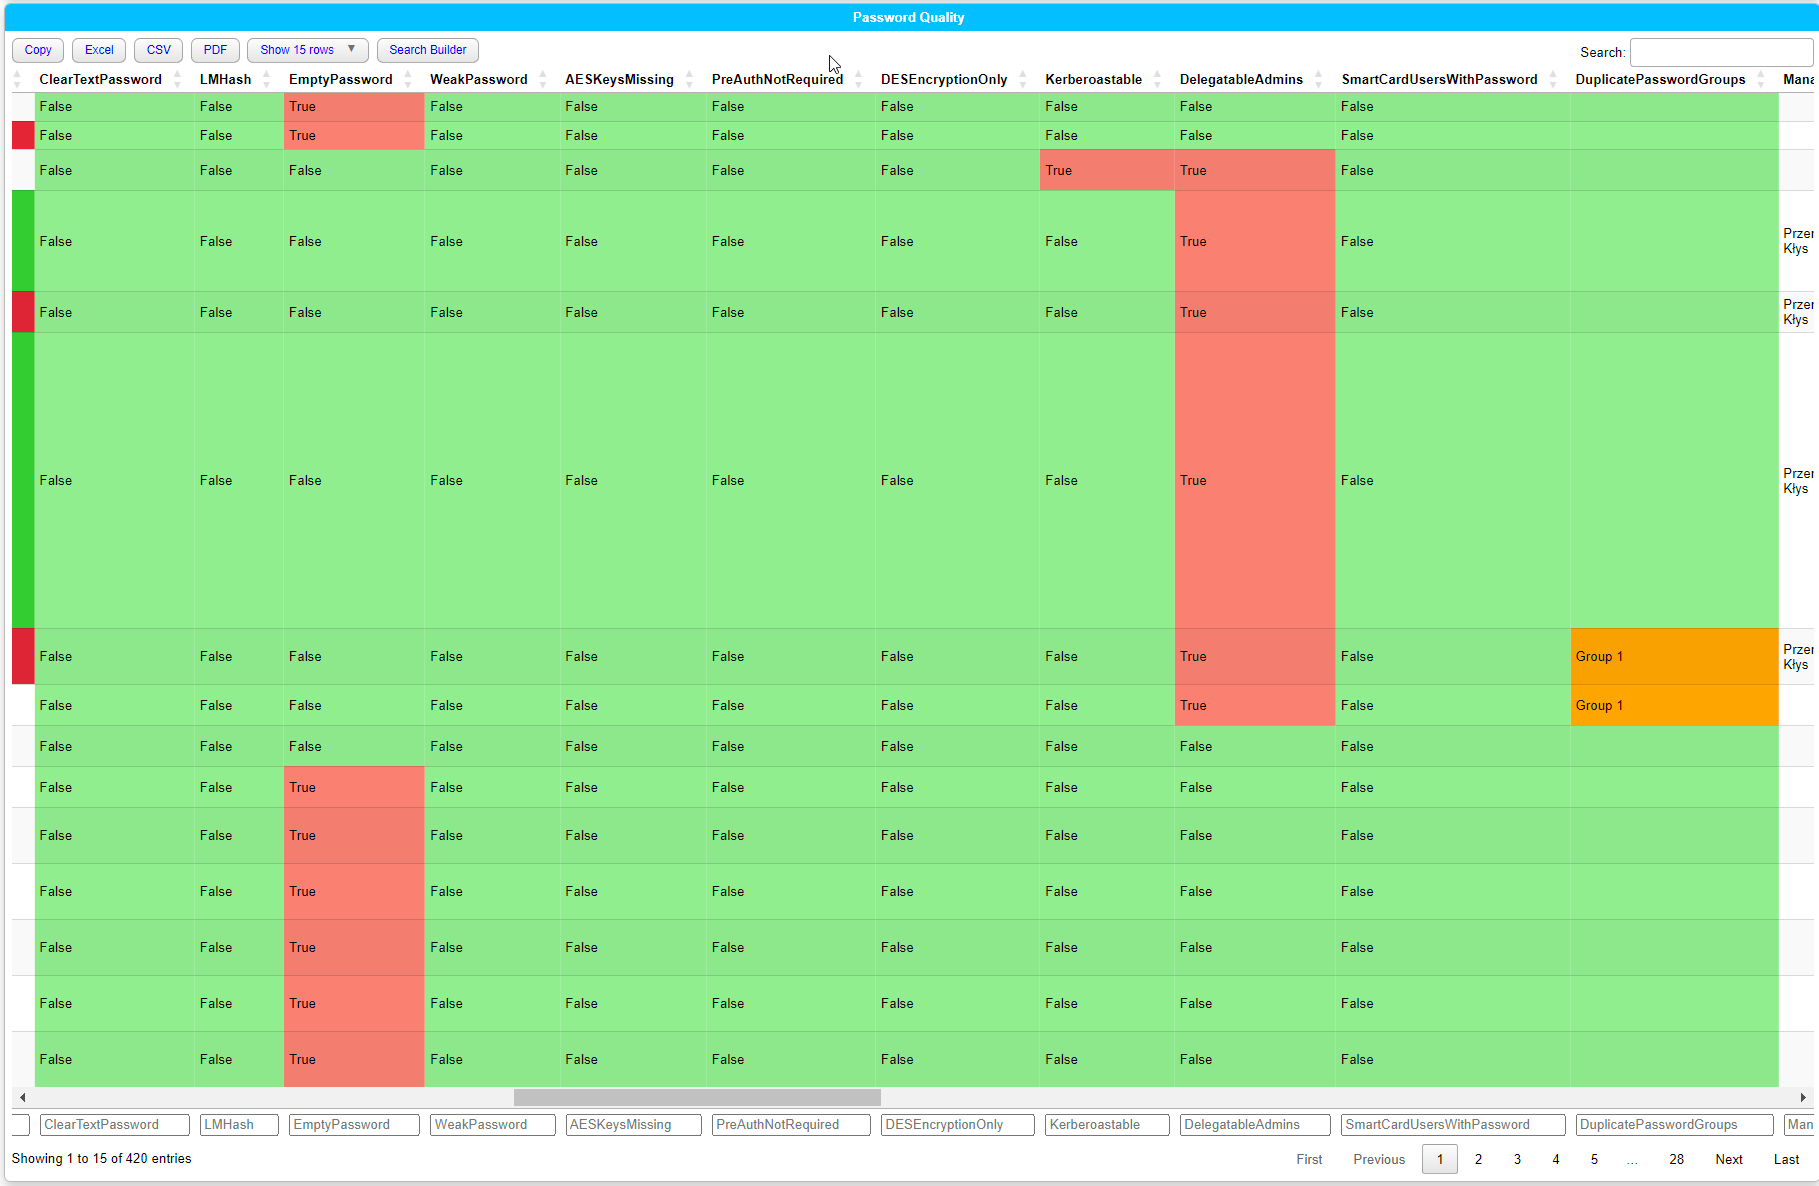 Password Quality
Copy Excel CSV PDF Show 15 rows ▼ Search Builder Search:
ClearTextPassword LMHash EmptyPassword WeakPassword AESKeysMissing PreAuthNotRequired DESEncryptionOnly Kerberoastable DelegatableAdmins SmartCardUsersWithPassword DuplicatePasswordGroups Mana
False False True False False False False False False False
False False True False False False False False False False
False False False False False False False True True False
False False False False False False False False True False Przer
Kłys
False False False False False False False False True False Przer
Kłys
False False False False False False False False True False Przer
Kłys
False False False False False False False False True False Group 1 Przer
Kłys
False False False False False False False False True False Group 1
False False False False False False False False False False
False False True False False False False False False False
False False True False False False False False False False
False False True False False False False False False False
False False True False False False False False False False
False False True False False False False False False False
False False True False False False False False False False
ClearTextPassword LMHash EmptyPassword WeakPassword AESKeysMissing PreAuthNotRequired DESEncryptionOnly Kerberoastable DelegatableAdmins SmartCardUsersWithPassword DuplicatePasswordGroups Man
Showing 1 to 15 of 420 entries First Previous 1 2 3 4 5 … 28 Next Last